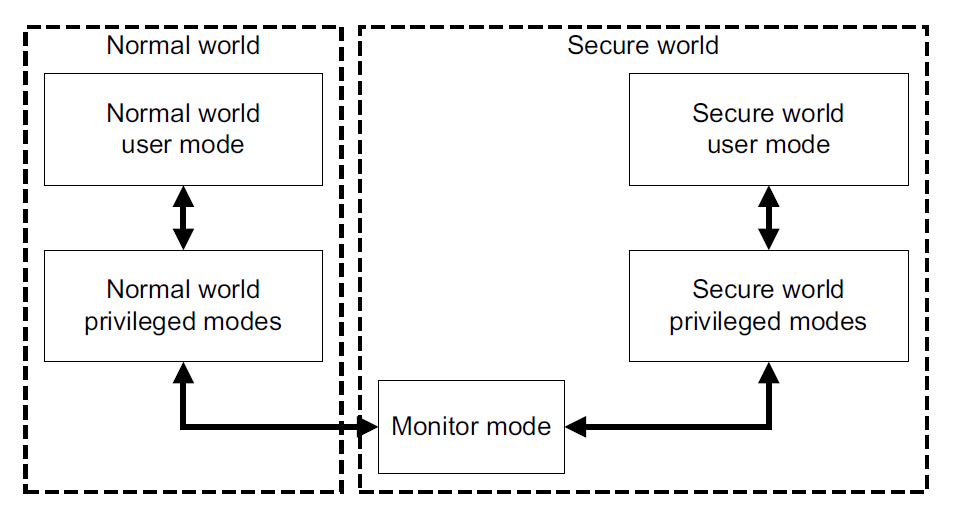 Normal world
Normal world
user mode
Normal world
privileged modes
Secure world
Secure world
user mode
Secure world
privileged modes
Monitor mode